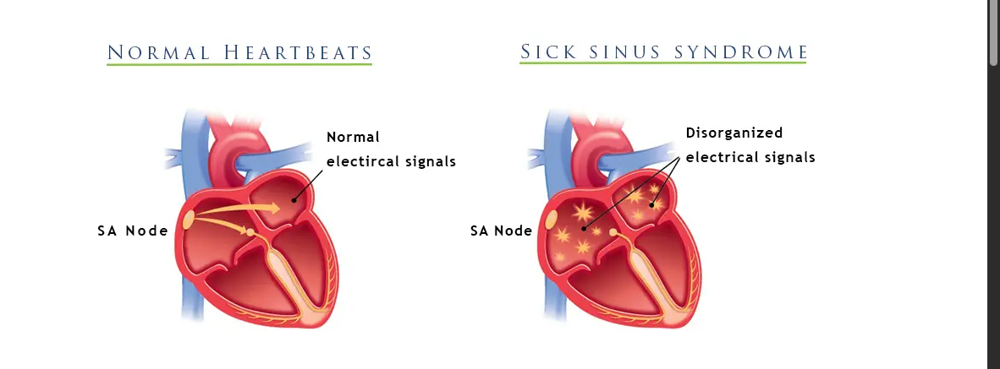 NORMAL HEARTBEATS
Normal
electircal signals
SA Node
SICK SINUS SYNDROME
Disorganized
electrical signals
SA Node